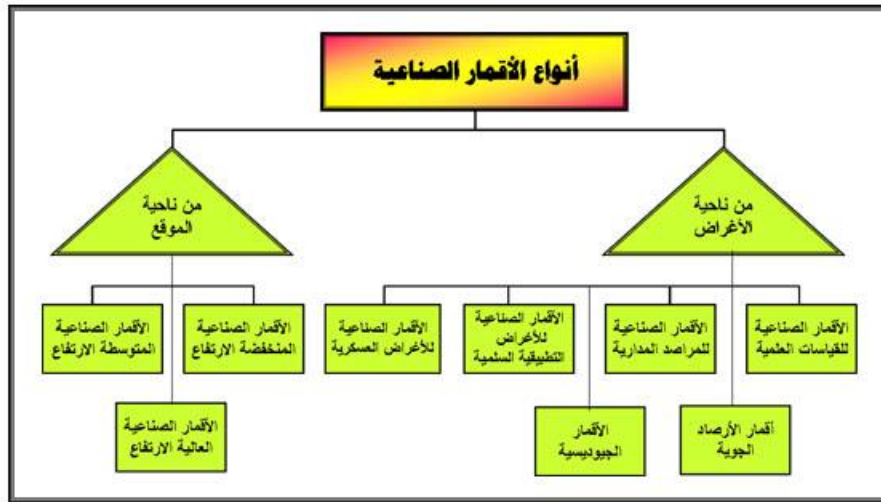 أنواع الأقمار الصناعية
من ناحية
الأغراض
من ناحية
الموقع
الأقمار الصناعية
للقياسات العلمية
الأقمار الصناعية
للمراصد المدارية
الأقمار الصناعية
للأغراض
التطبيقية السلمية
الأقمار الصناعية
للأغراض العسكرية
الأقمار الصناعية
المنخفضة الارتفاع
الأقمار الصناعية
المتوسطة الارتفاع
أقمار الأرصاد
الجوية
الأقمار
الجيوديسية
الأقمار الصناعية
العالية الارتفاع